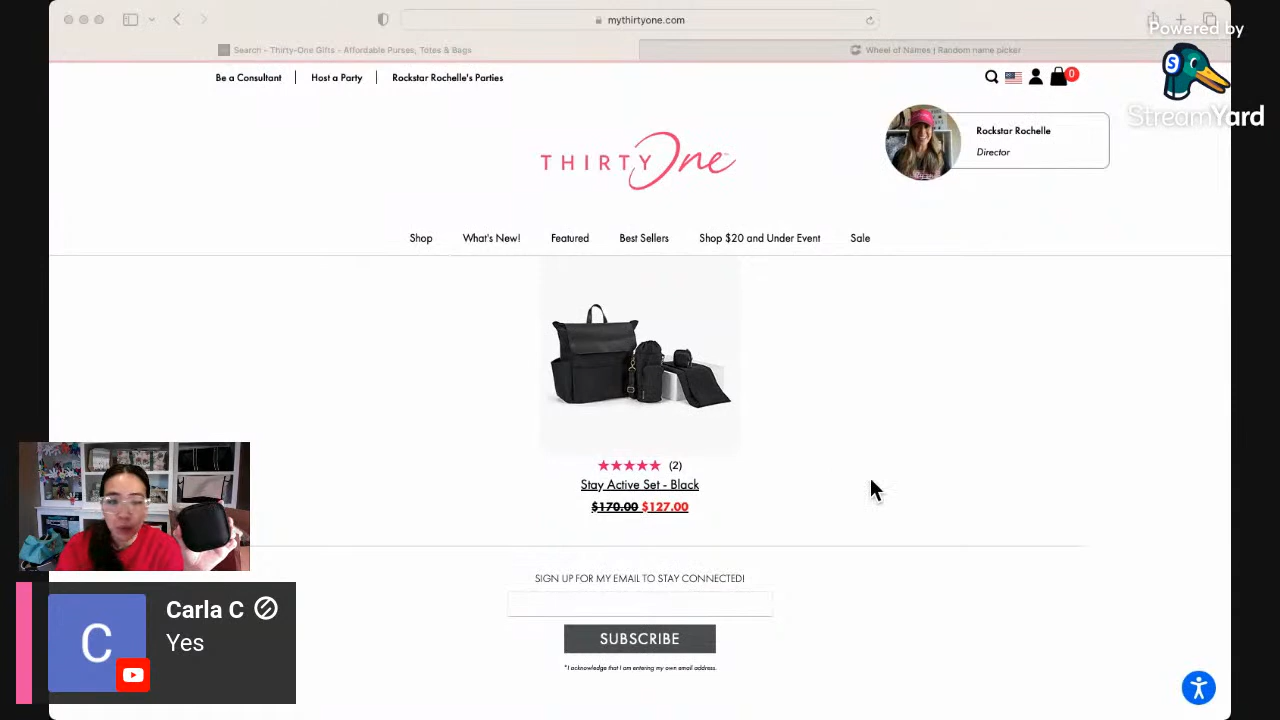 mythirtyone.com
Search - Thirty-One Gifts - Affordable Purses, Totes & Bags
Wheel of Names | Random name picker
Powered by
StreamYard
Be a Consultant
Host a Party
Rockstar Rochelle's Parties
0
THIRTY One
Rockstar Rochelle
Director
Shop
What's New!
Featured
Best Sellers
Shop $20 and Under Event
Sale
(2)
Stay Active Set - Black
$170.00 $127.00
SIGN UP FOR MY EMAIL TO STAY CONNECTED!
SUBSCRIBE
*I acknowledge that I am entering my own email address.
C
Carla C
Yes